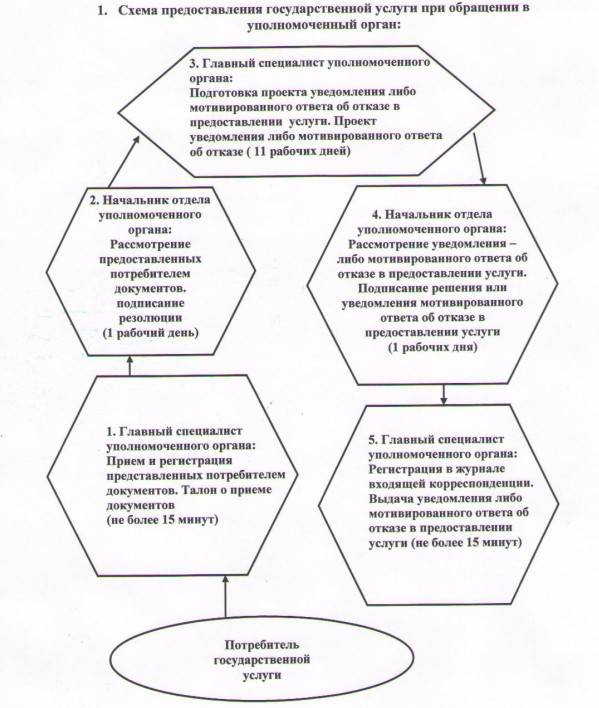 1. Схема предоставления государственной услуги при обращении в
уполномоченный орган:
3. Главный специалист уполномоченного
органа:
Подготовка проекта уведомления либо
мотивированного ответа об отказе в
предоставлении услуги. Проект
уведомления либо мотивированного ответа
об отказе ( 11 рабочих дней)
2. Начальник отдела
уполномоченного
органа:
Рассмотрение
предоставленных
потребителем
документов.
подписание
резолюции
(1 рабочий день)
4. Начальник отдела
уполномоченного органа:
Рассмотрение уведомления –
либо мотивированного ответа об
отказе в предоставлении услуги.
Подписание решения или
уведомления мотивированного
ответа об отказе в
предоставлении услуги
(1 рабочих дня)
1. Главный специалист
уполномоченного органа:
Прием и регистрация
представленных потребителем
документов. Талон о приеме
документов
(не более 15 минут)
5. Главный специалист
уполномоченного органа:
Регистрация в журнале
входящей корреспонденции.
Выдача уведомления либо
мотивированного ответа об
отказе в предоставлении
услуги (не более 15 минут)
Потребитель
государственной
услуги